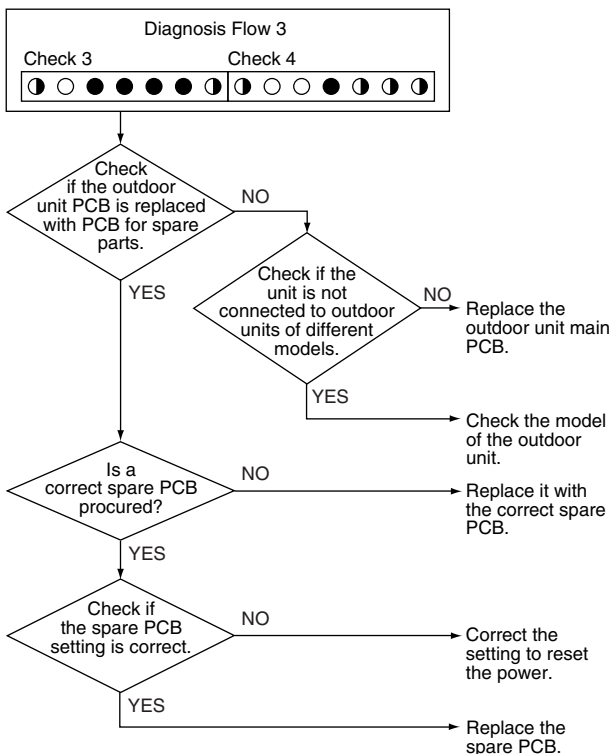 Diagnosis Flow 3
Check 3
Check 4
Check
if the outdoor
unit PCB is replaced
with PCB for spare
parts.
NO
YES
Check if the
unit is not
connected to outdoor
units of different
models.
NO
Replace the
outdoor unit main
PCB.
YES
Check the model
of the outdoor
unit.
Is a
correct spare PCB
procured?
NO
Replace it with
the correct spare
PCB.
YES
Check if
the spare PCB
setting is correct.
NO
Correct the
setting to reset
the power.
YES
Replace the
spare PCB.